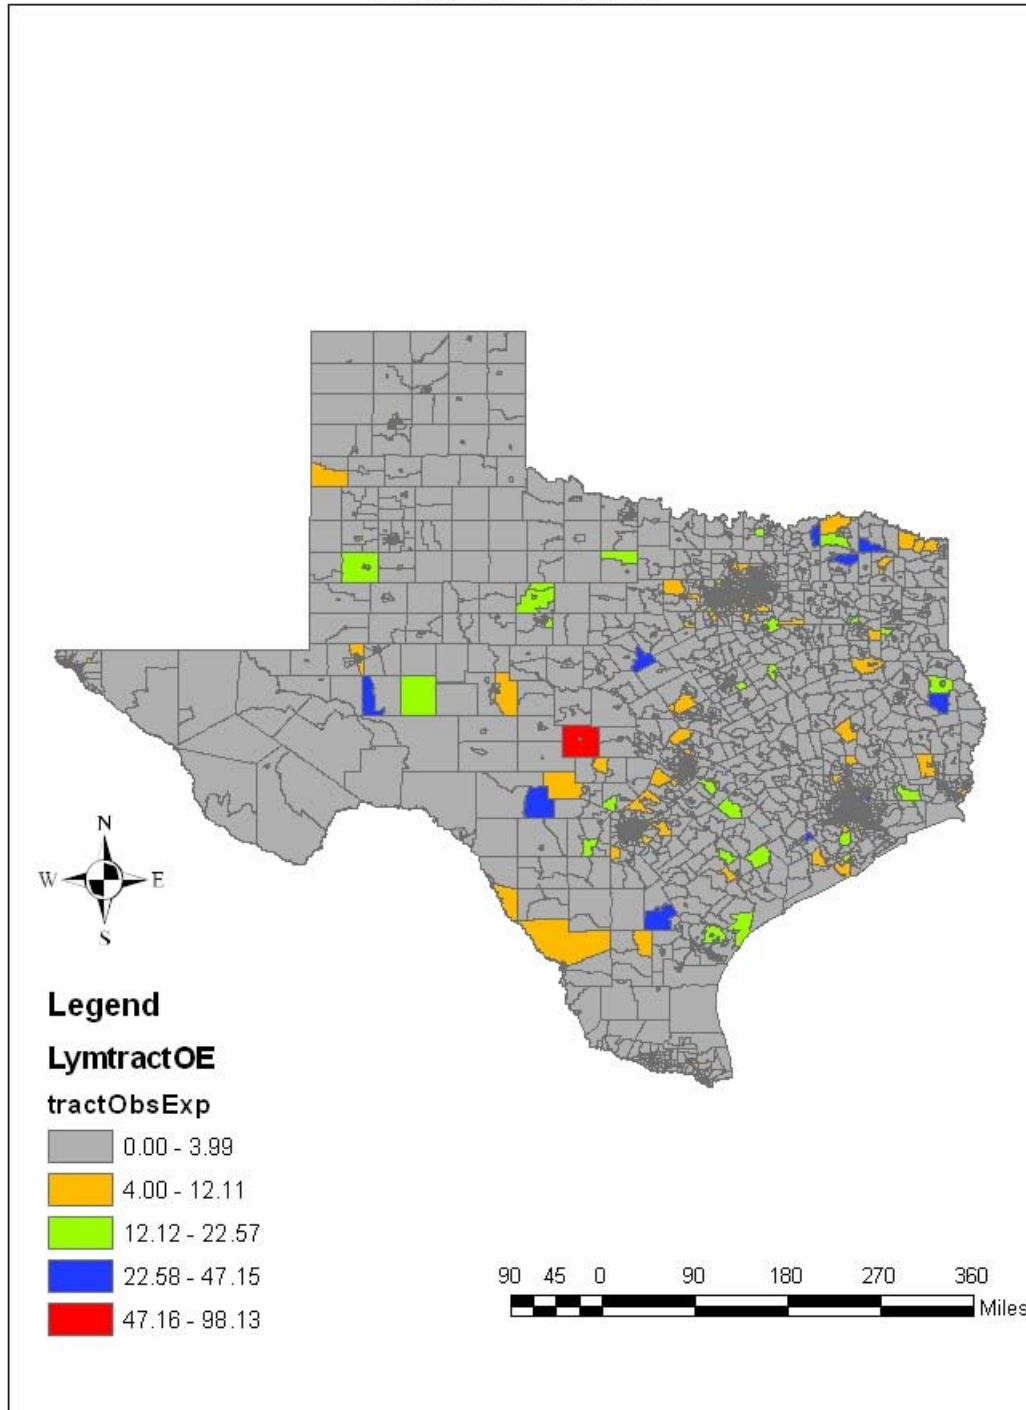 N
W E
S
Legend
LymtractOE
tractObsExp
0.00 - 3.99
4.00 - 12.11
12.12 - 22.57
22.58 - 47.15
47.16 - 98.13
90 45 0 90 180 270 360
Miles